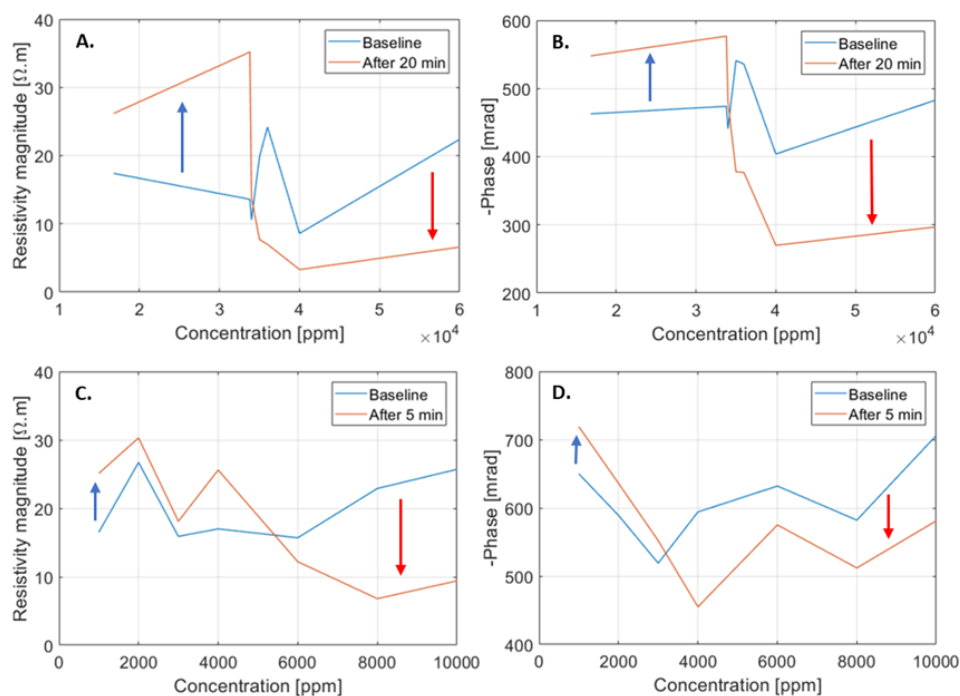 A.
Baseline
After 20 min
Resistivity magnitude [Ω.m]
40
30
20
10
0
1 2 3 4 5 6
Concentration [ppm]
× 10⁴
B.
Baseline
After 20 min
-Phase [mrad]
600
500
400
300
200
1 2 3 4 5 6
Concentration [ppm]
× 10⁴
C.
Baseline
After 5 min
Resistivity magnitude [Ω.m]
40
30
20
10
0
0 2000 4000 6000 8000 10000
Concentration [ppm]
D.
Baseline
After 5 min
-Phase [mrad]
800
700
600
500
400
0 2000 4000 6000 8000 10000
Concentration [ppm]